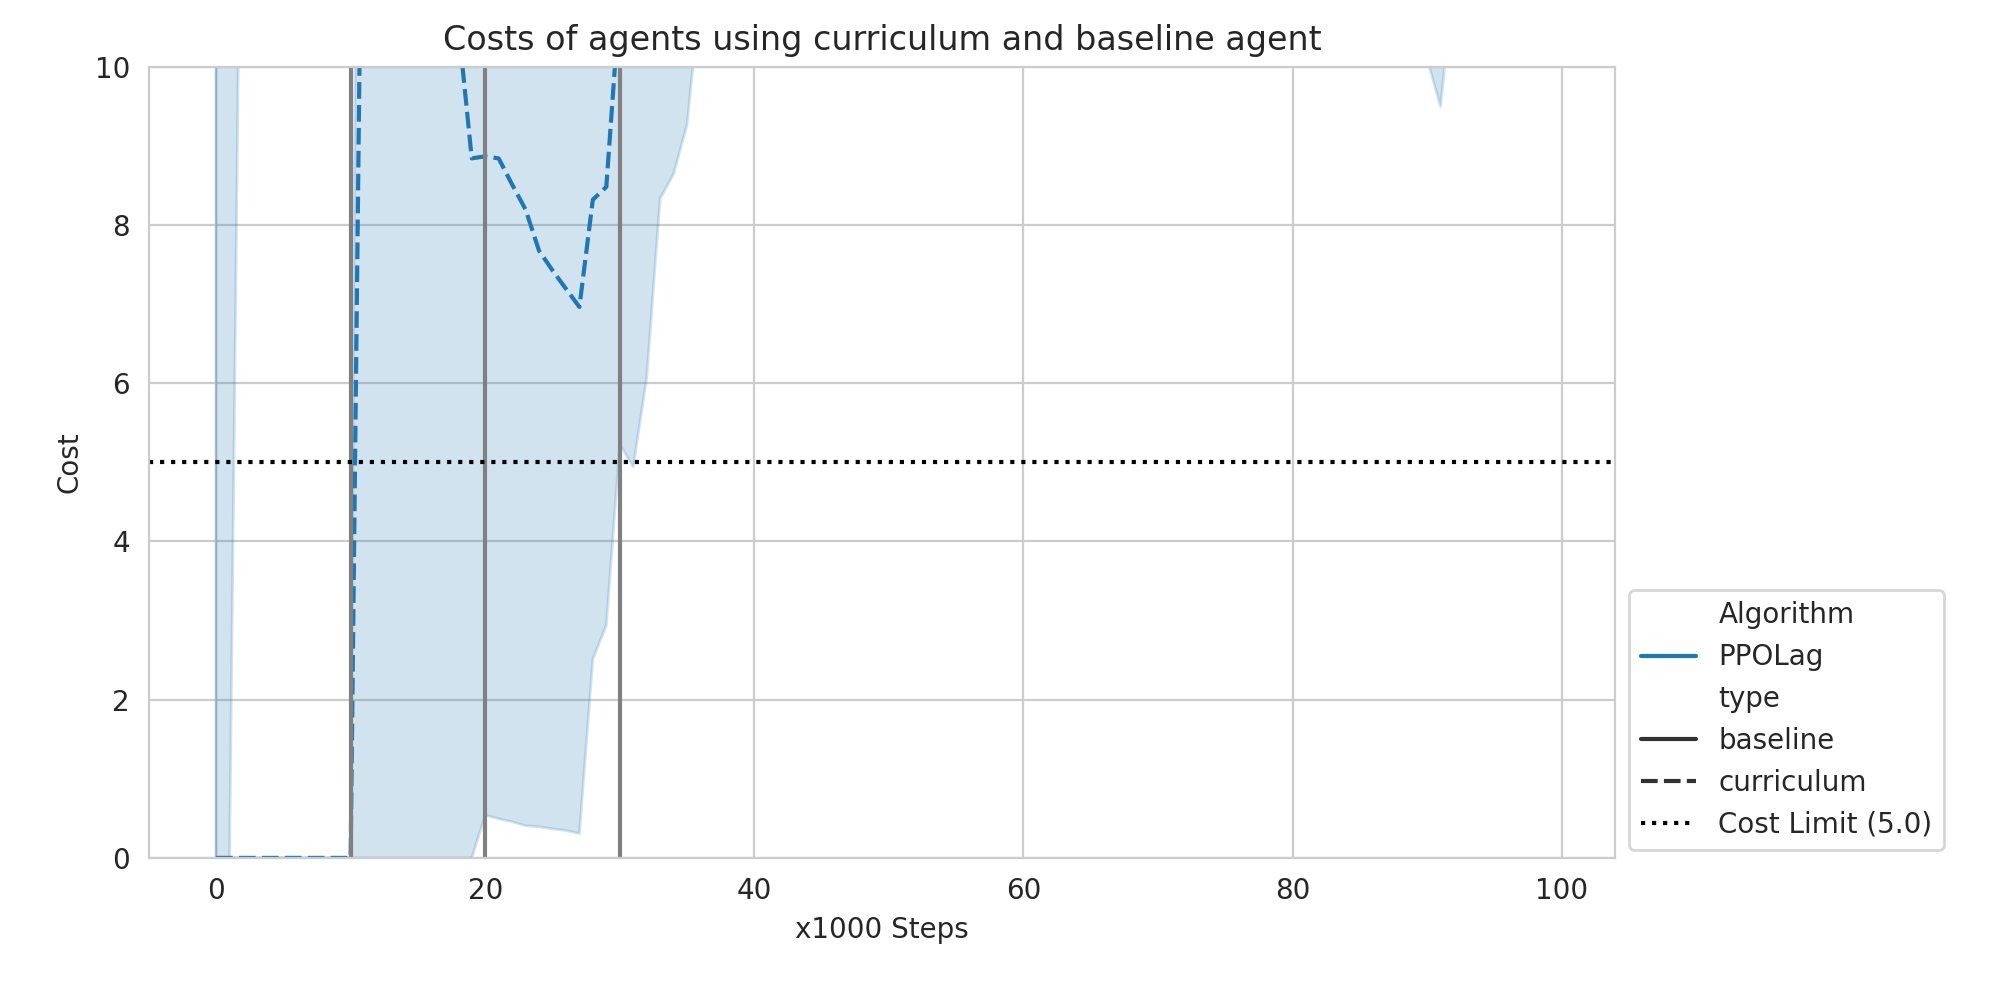 Costs of agents using curriculum and baseline agent
10
8
6
4
2
0
Cost
0 20 40 60 80 100
x1000 Steps
Algorithm
PPOLag
type
baseline
curriculum
Cost Limit (5.0)